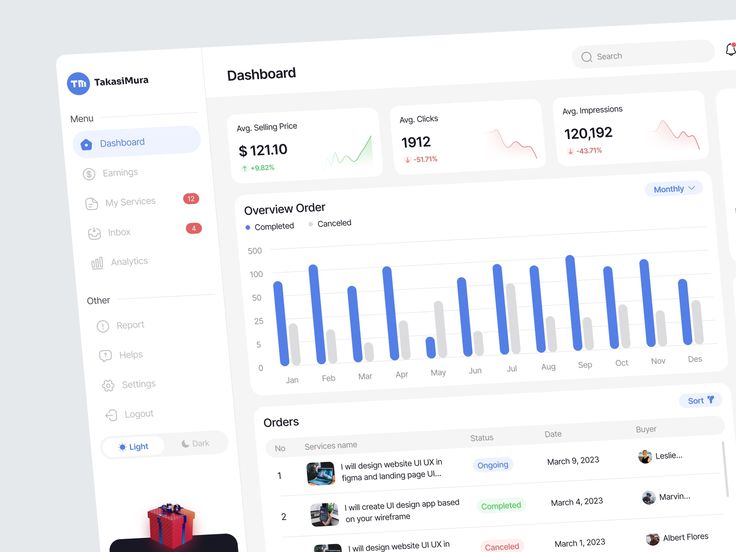 TM TakasiMura
Dashboard
Search
Menu
Dashboard
Earnings
My Services 12
Inbox 4
Analytics
Other
Report
Helps
Settings
Logout
Light Dark
Avg. Selling Price
$ 121.10
+9.82%
Avg. Clicks
1912
-51.71%
Avg. Impressions
120,192
-43.71%
Overview Order
Monthly
Completed Canceled
500
100
50
25
5
0
Jan Feb Mar Apr May Jun Jul Aug Sep Oct Nov Des
Orders
Sort
No Services name Status Date Buyer
1 I will design website UI UX in
figma and landing page UI...
Ongoing March 9, 2023 Leslie...
2 I will create UI design app based
on your wireframe
Completed March 4, 2023 Marvin...
I will design website UI UX in
Canceled March 1, 2023 Albert Flores